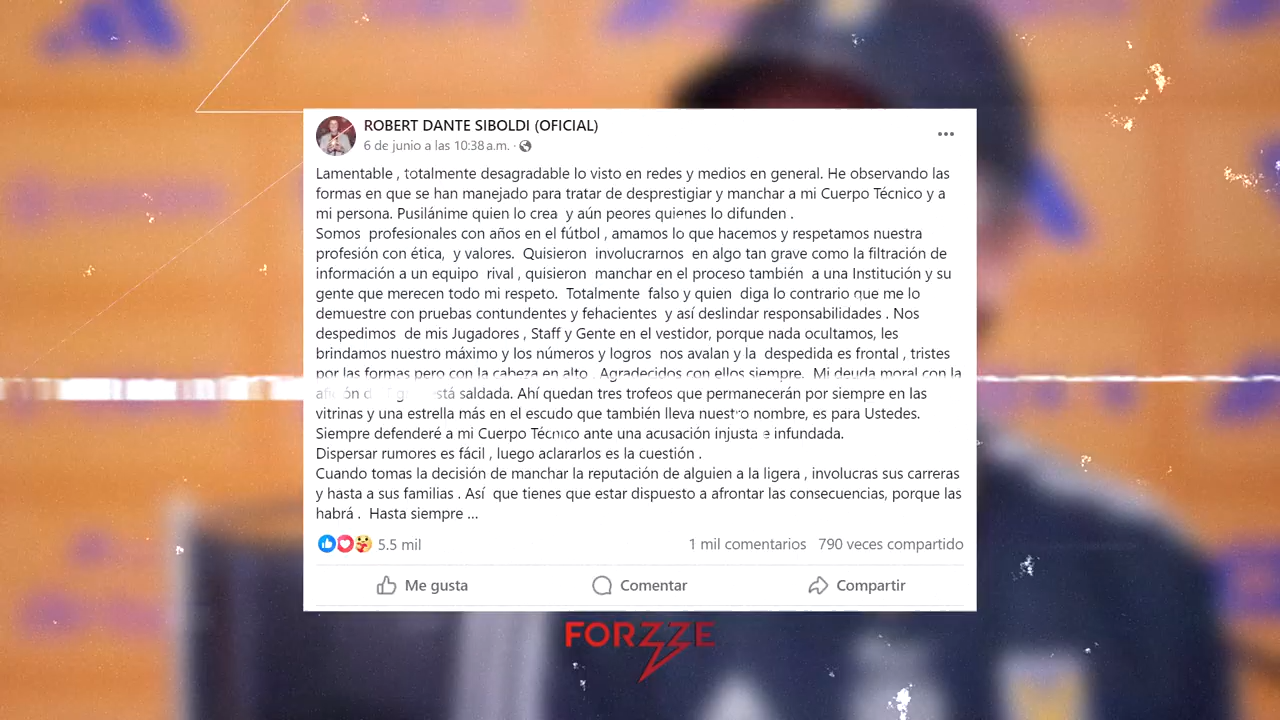 ROBERT DANTE SIBOLDI (OFICIAL)
6 de junio a las 10:38 a.m. ·
Lamentable , totalmente desagradable lo visto en redes y medios en general. He observando las
formas en que se han manejado para tratar de desprestigiar y manchar a mi Cuerpo Técnico y a
mi persona. Pusilánime quien lo crea y aún peores quienes lo difunden .
Somos profesionales con años en el fútbol , amamos lo que hacemos y respetamos nuestra
profesión con ética, y valores. Quisieron involucrarnos en algo tan grave como la filtración de
información a un equipo rival , quisieron manchar en el proceso también a una Institución y su
gente que merecen todo mi respeto. Totalmente falso y quien diga lo contrario que me lo
demuestre con pruebas contundentes y fehacientes y así deslindar responsabilidades . Nos
despedimos de mis Jugadores , Staff y Gente en el vestidor, porque nada ocultamos, les
brindamos nuestro máximo y los números y logros nos avalan y la despedida es frontal , tristes
por las formas pero con la cabeza en alto . Agradecidos con ellos siempre. Mi deuda moral con la
está saldada. Ahí quedan tres trofeos que permanecerán por siempre en las
vitrinas y una estrella más en el escudo que también lleva nuestro nombre, es para Ustedes.
Siempre defenderé a mi Cuerpo Técnico ante una acusación injusta e infundada.
Dispersar rumores es fácil , luego aclararlos es la cuestión .
Cuando tomas la decisión de manchar la reputación de alguien a la ligera , involucras sus carreras
y hasta a sus familias . Así que tienes que estar dispuesto a afrontar las consecuencias, porque las
habrá . Hasta siempre ...
5.5 mil 1 mil comentarios 790 veces compartido
Me gusta Comentar Compartir
FORZZE